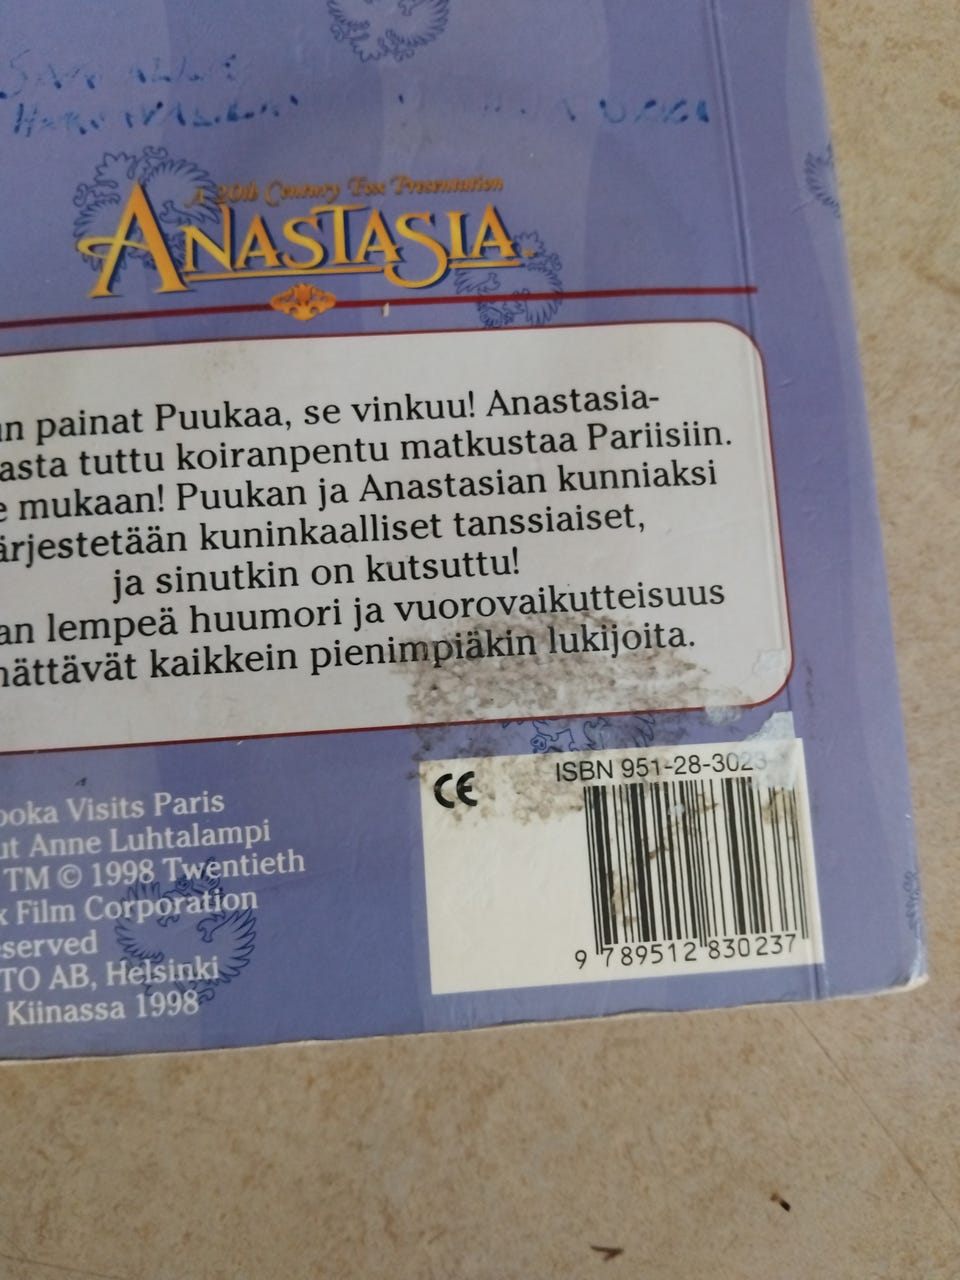 A 20th Century Fox Presentation
ANASTASIA
painat Puukaa, se vinkuu! Anastasia-
tuttu koiranpentu matkustaa Pariisiin.
mukaan! Puukan ja Anastasian kunniaksi
ärjestetään kuninkaalliset tanssiaiset,
ja sinutkin on kutsuttu!
an lempeä huumori ja vuorovaikutteisuus
nättävät kaikkein pienimpiäkin lukijoita.
CE
ISBN 951-28-3023
9 789512 830237
ooka Visits Paris
ut Anne Luhtalampi
TM © 1998 Twentieth
x Film Corporation
eserved
TO AB, Helsinki
Kiinassa 1998